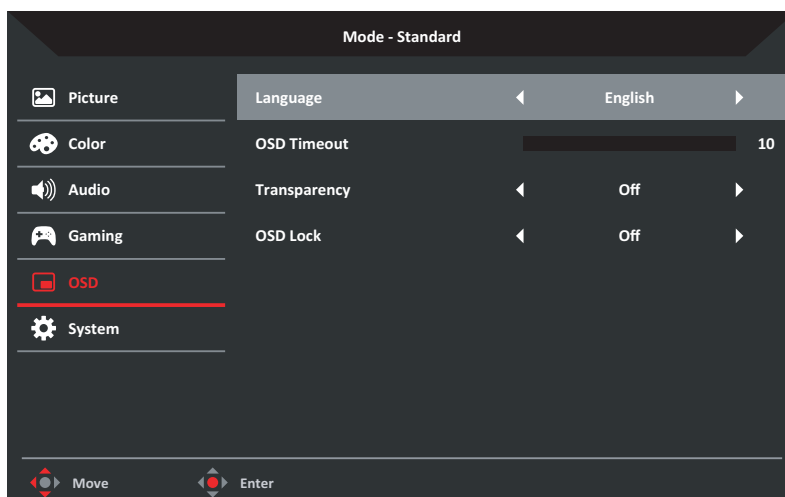 Mode - Standard
Picture
Language English
Color
OSD Timeout 10
Audio
Transparency Off
Gaming
OSD Lock Off
OSD
System
Move Enter